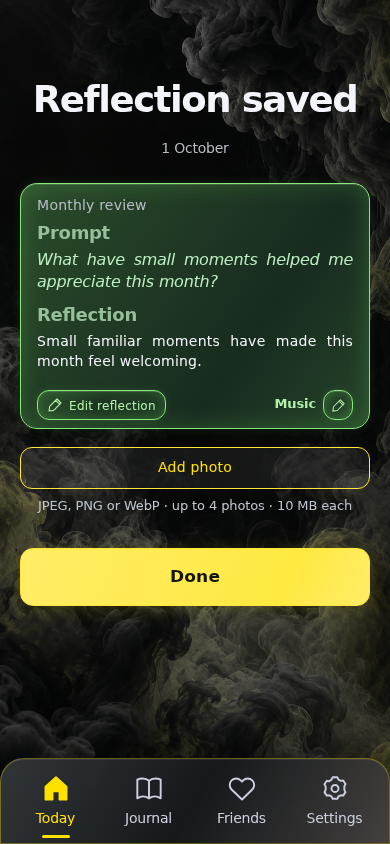 Reflection saved
1 October
Monthly review
Prompt
What have small moments helped me
appreciate this month?
Reflection
Small familiar moments have made this
month feel welcoming.
Edit reflection
Music
Add photo
JPEG, PNG or WebP · up to 4 photos · 10 MB each
Done
Today
Journal
Friends
Settings